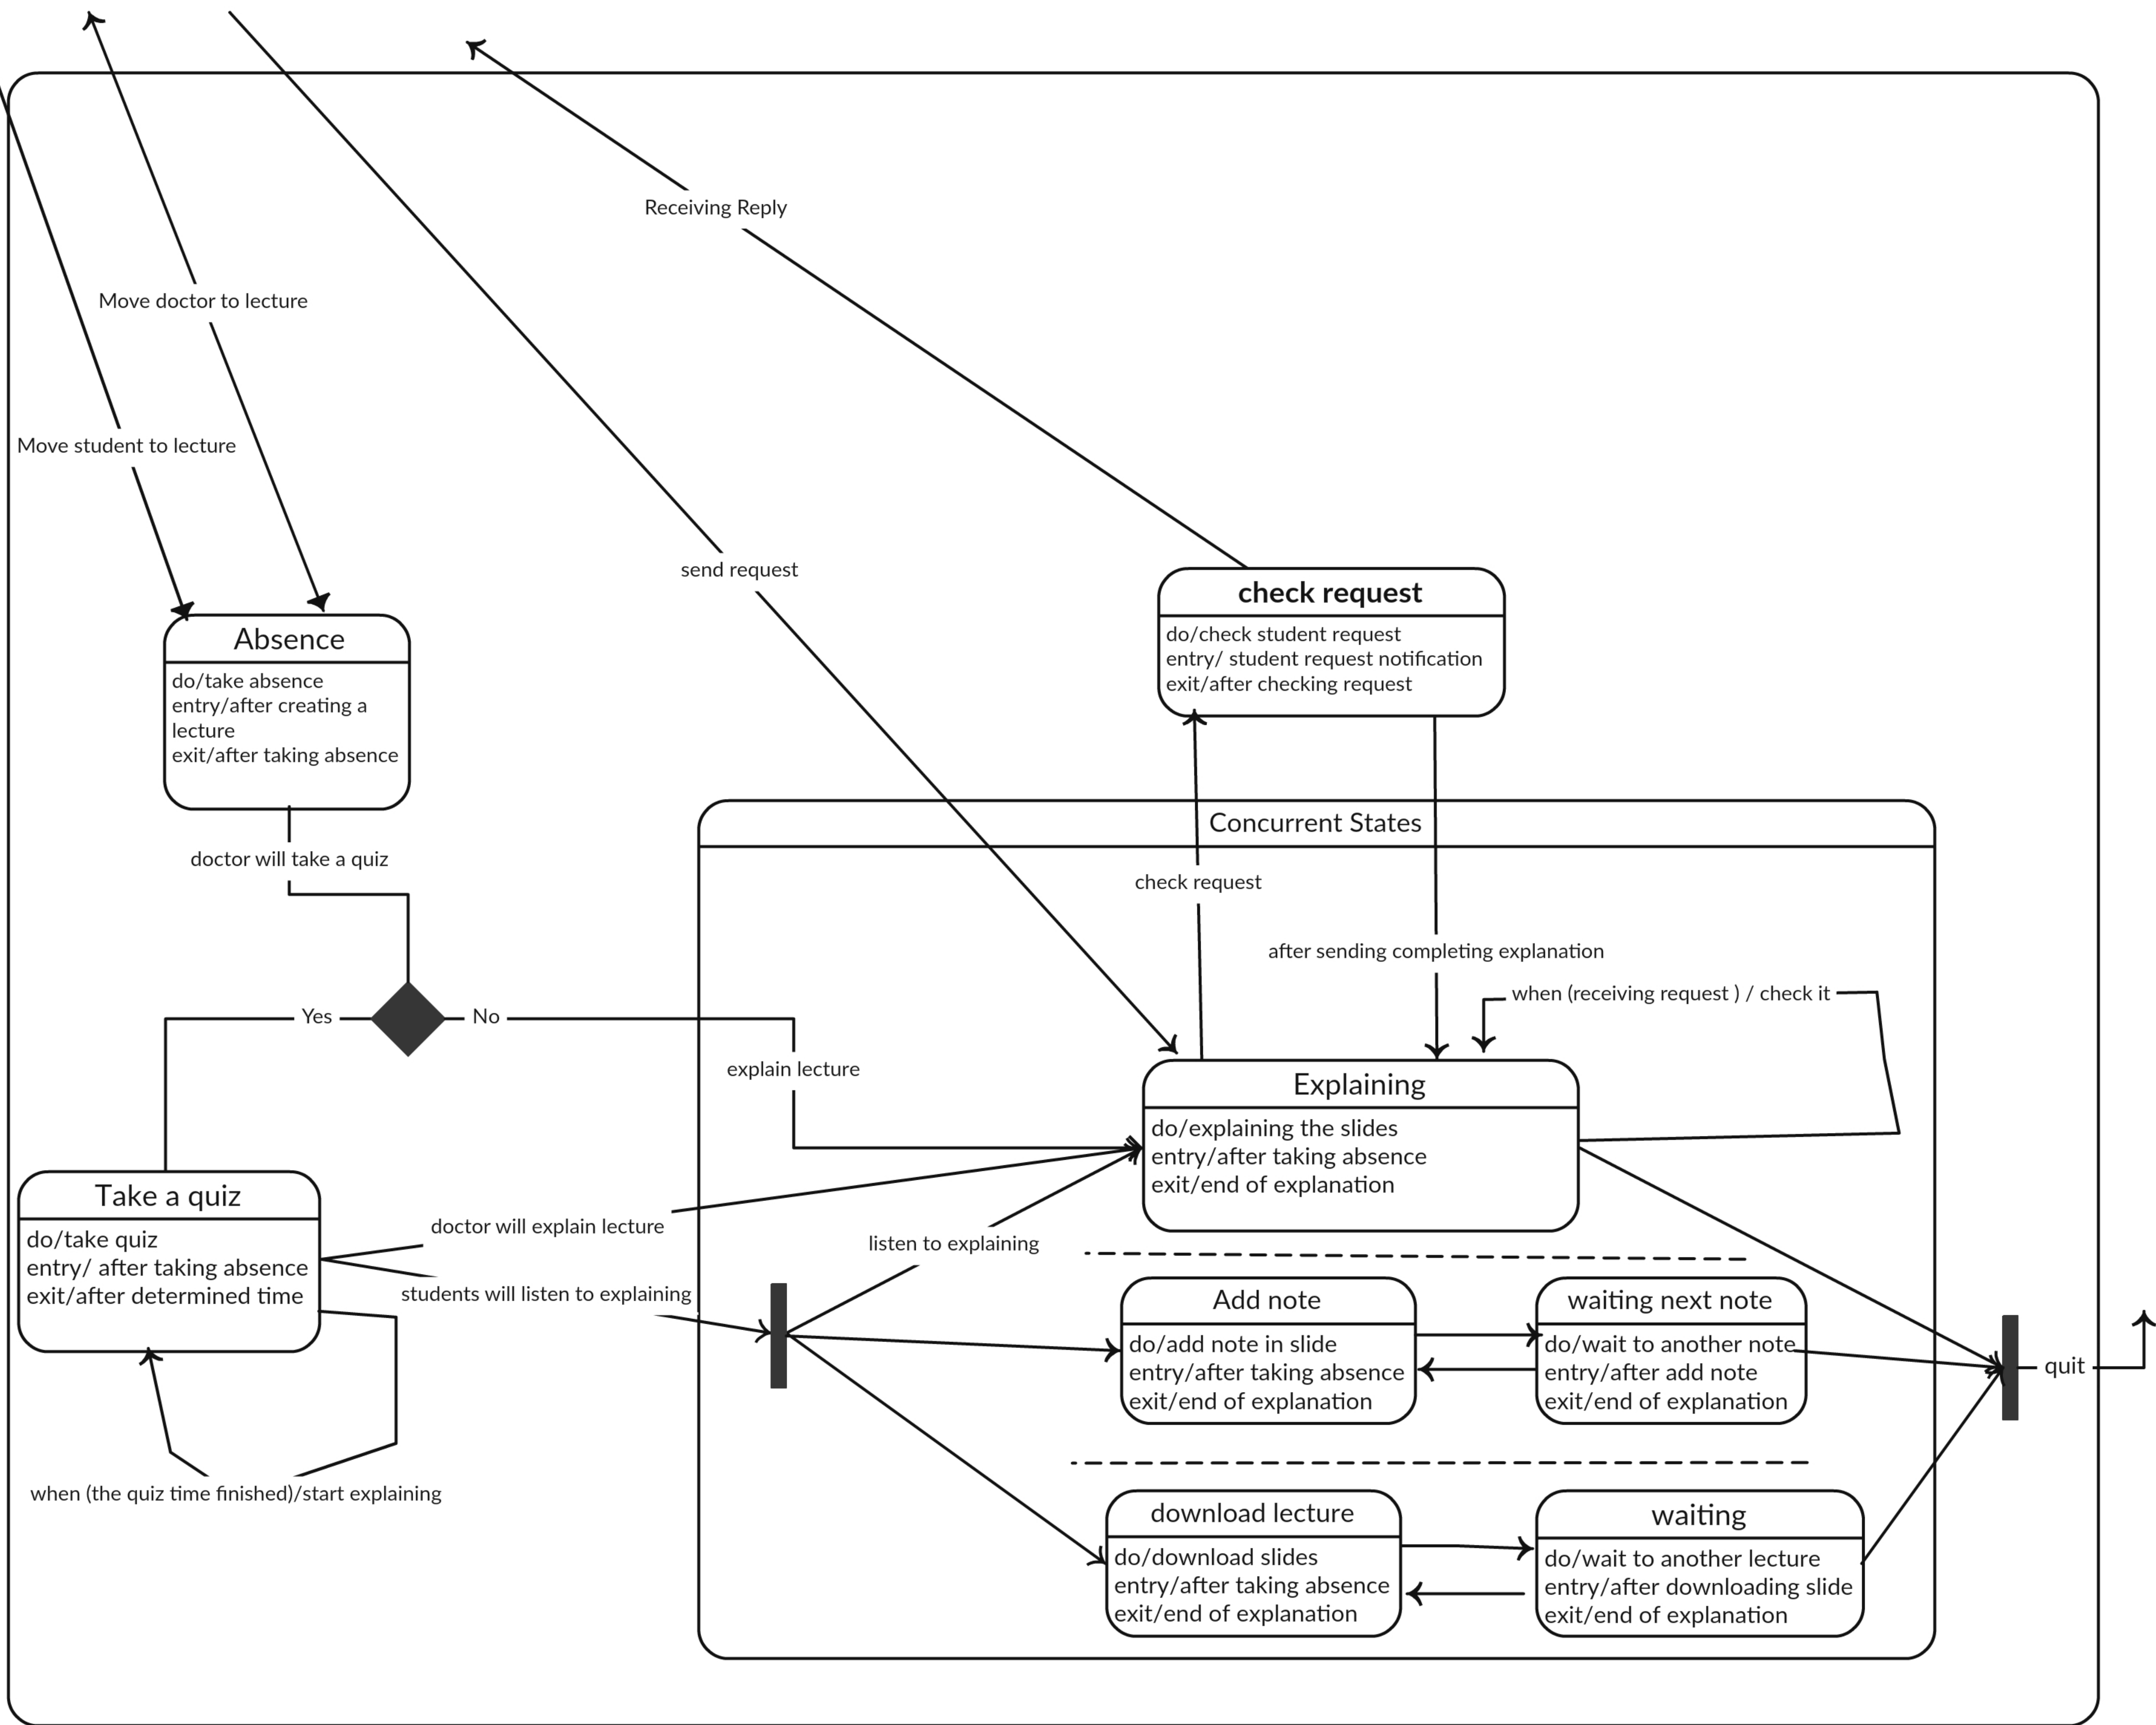 Receiving Reply
Move doctor to lecture
Move student to lecture
send request
check request
do/check student request
entry/ student request notification
exit/after checking request
Absence
do/take absence
entry/after creating a
lecture
exit/after taking absence
doctor will take a quiz
Concurrent States
check request
after sending completing explanation
when (receiving request ) / check it
Yes
No
explain lecture
Explaining
do/explaining the slides
entry/after taking absence
exit/end of explanation
Take a quiz
do/take quiz
entry/ after taking absence
exit/after determined time
doctor will explain lecture
listen to explaining
students will listen to explaining
Add note
do/add note in slide
entry/after taking absence
exit/end of explanation
waiting next note
do/wait to another note
entry/after add note
exit/end of explanation
quit
when (the quiz time finished)/start explaining
download lecture
do/download slides
entry/after taking absence
exit/end of explanation
waiting
do/wait to another lecture
entry/after downloading slide
exit/end of explanation